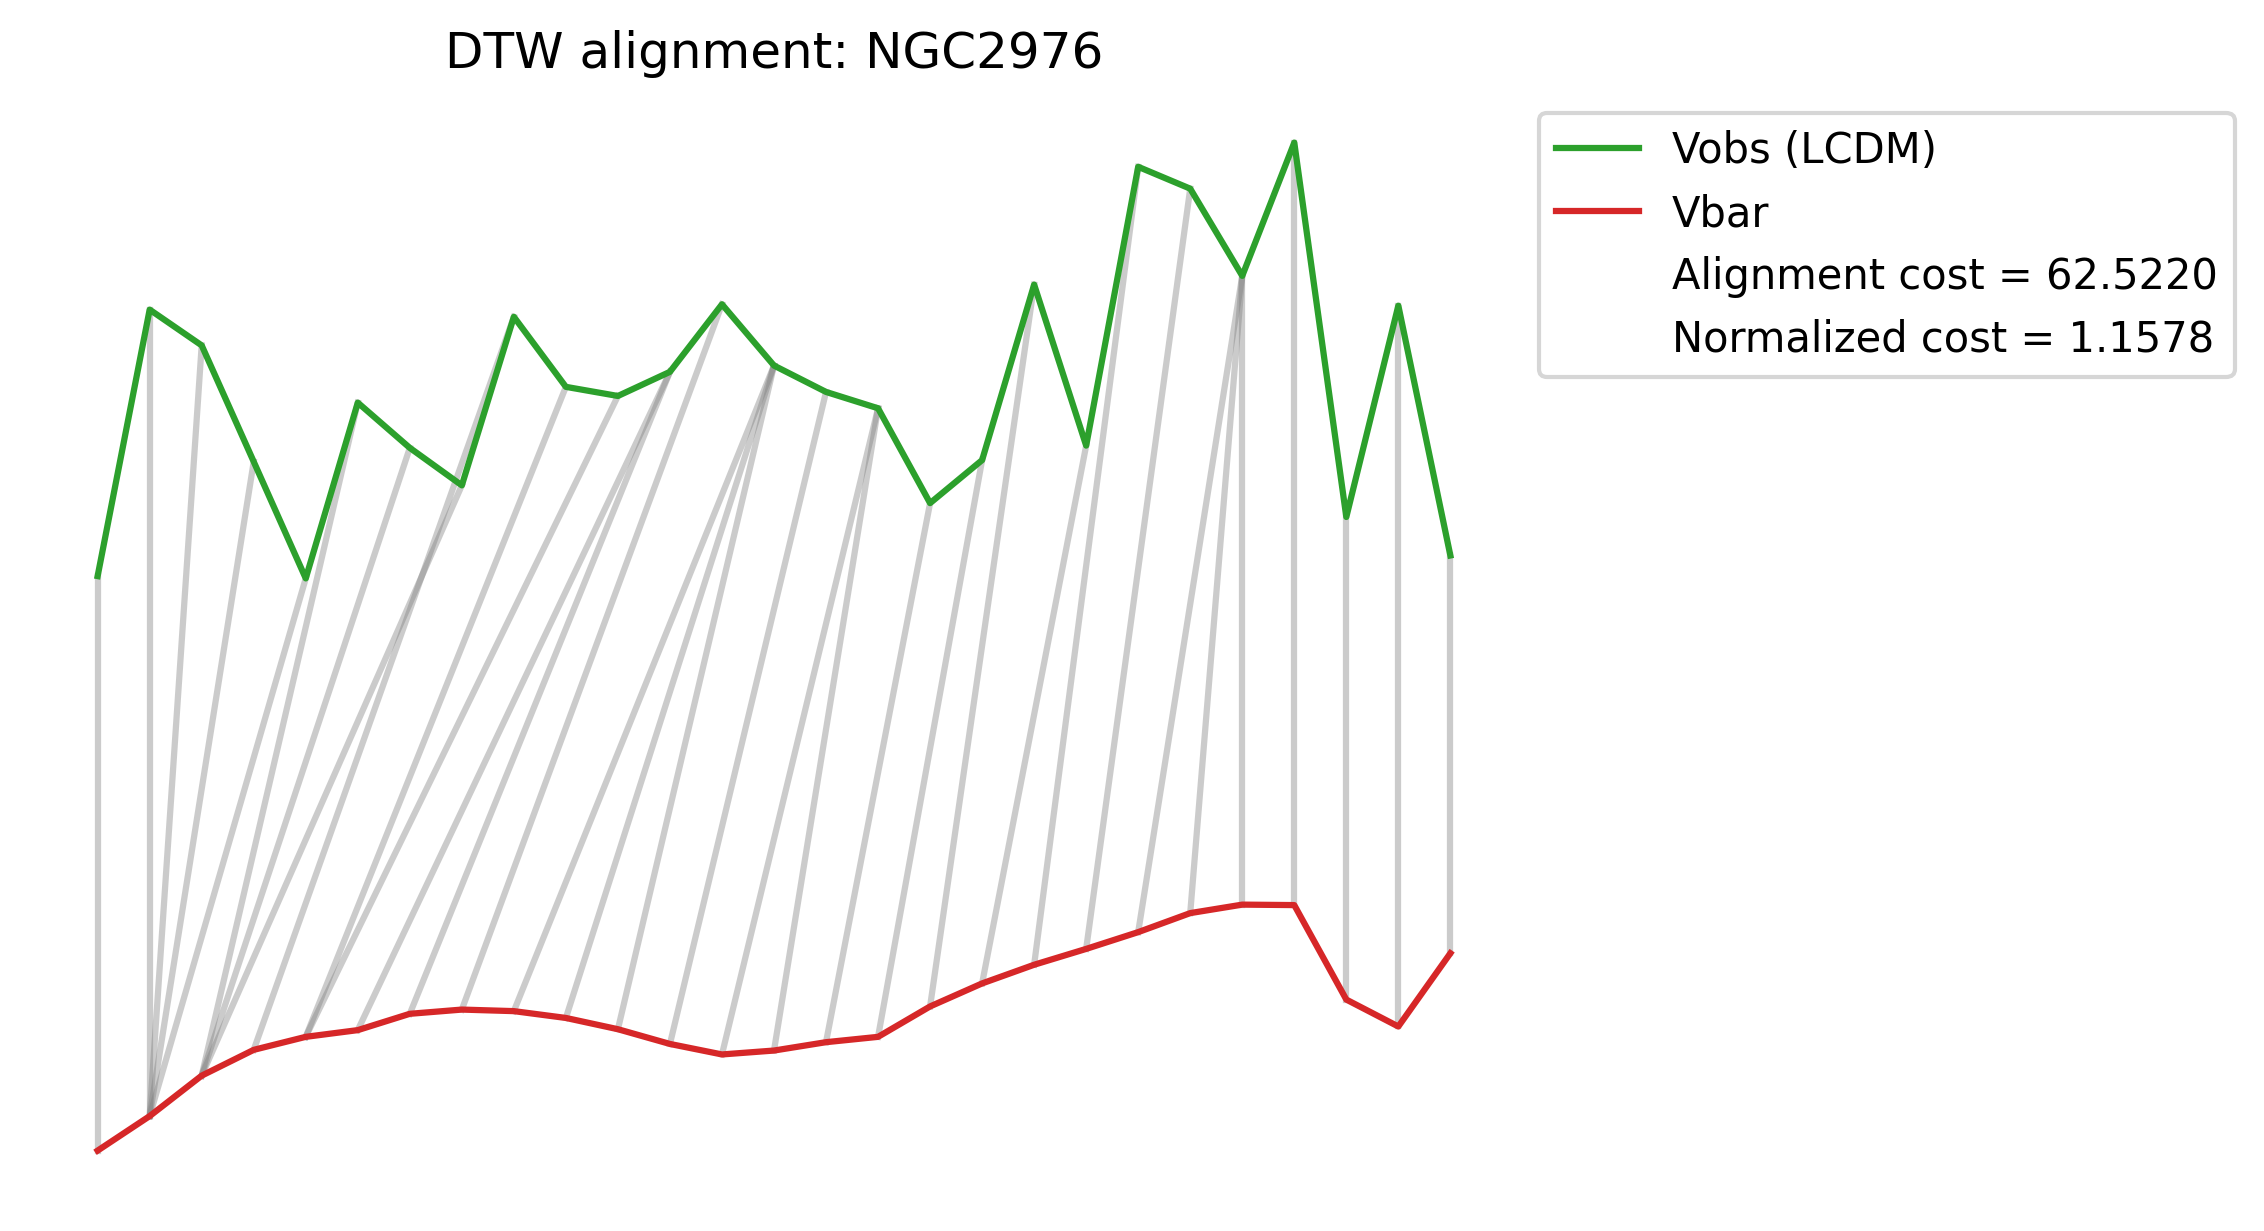 DTW alignment: NGC2976
Vobs (LCDM)
Vbar
Alignment cost = 62.5220
Normalized cost = 1.1578